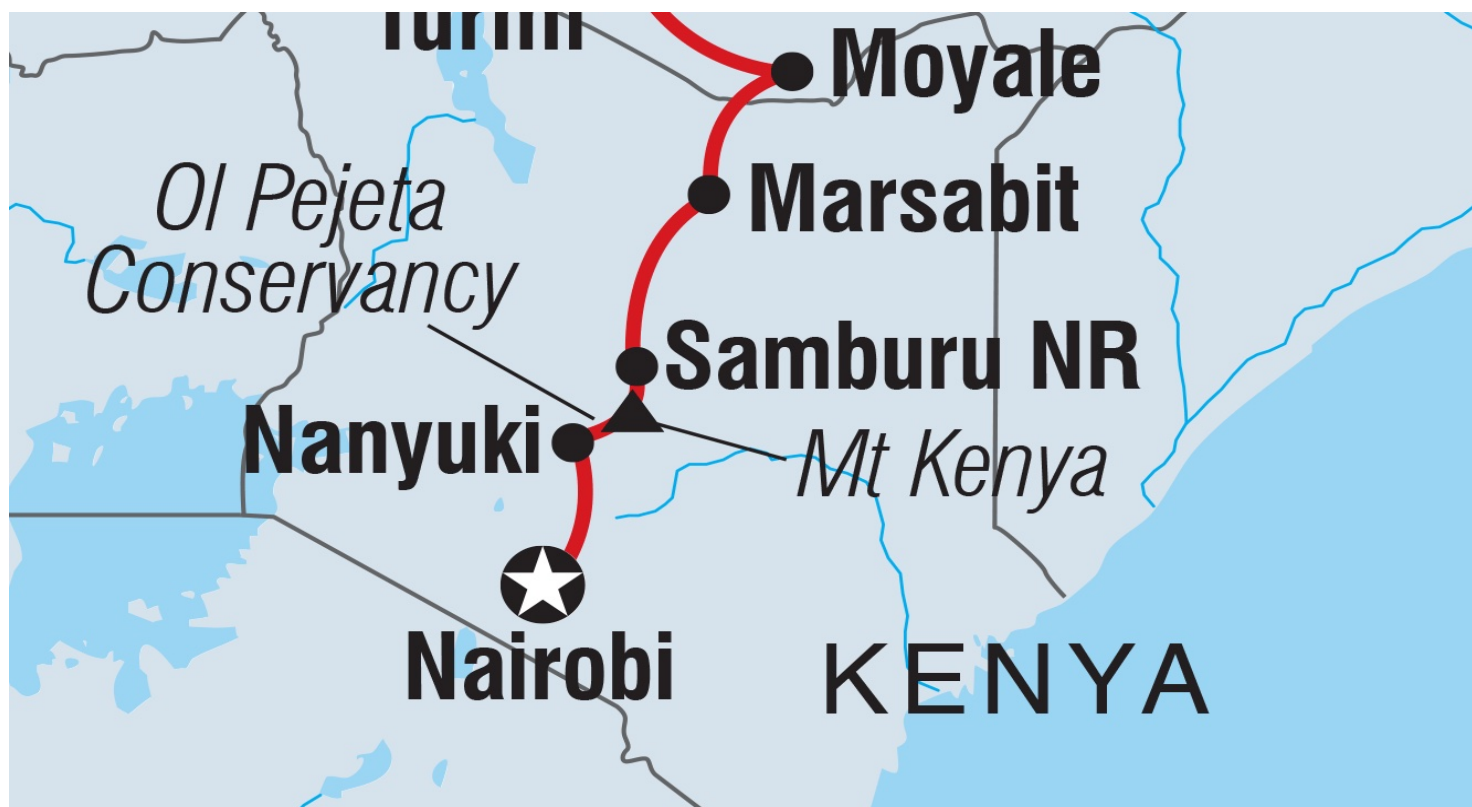 Moyale
Marsabit
Ol Pejeta
Conservancy
Samburu NR
Nanyuki
Mt Kenya
Nairobi
KENYA